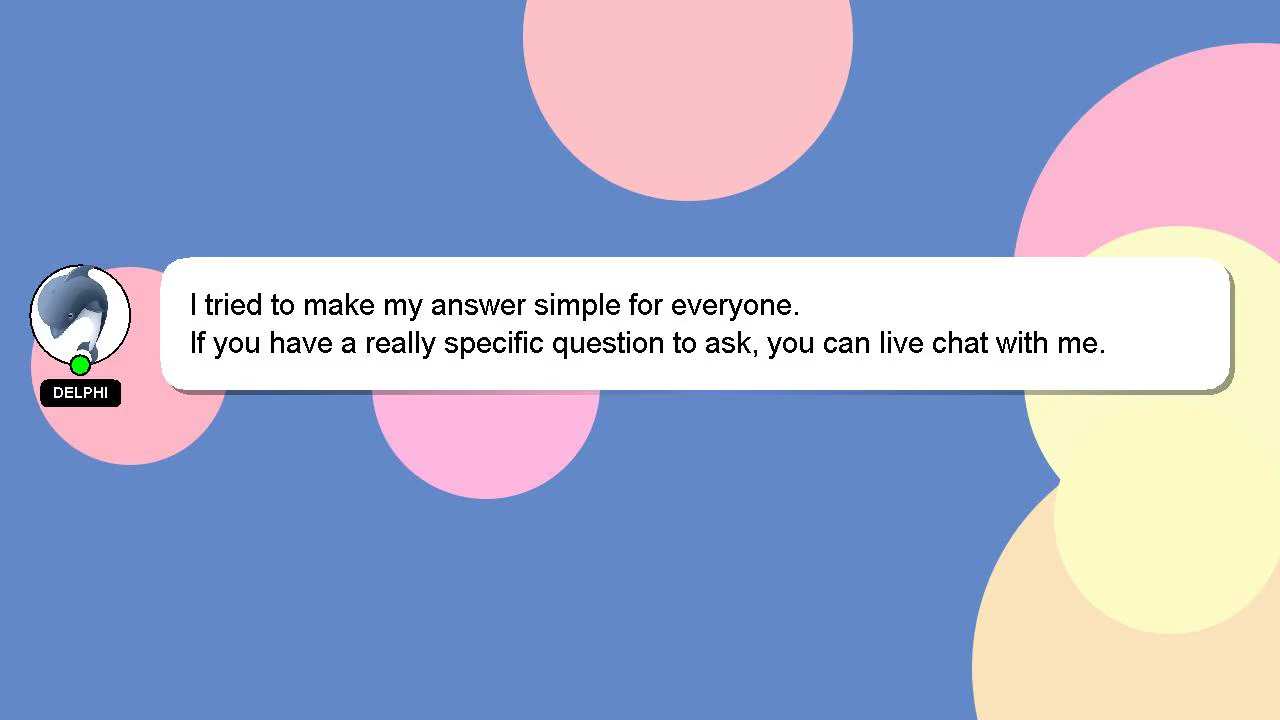 I tried to make my answer simple for everyone.
If you have a really specific question to ask, you can live chat with me.
DELPHI